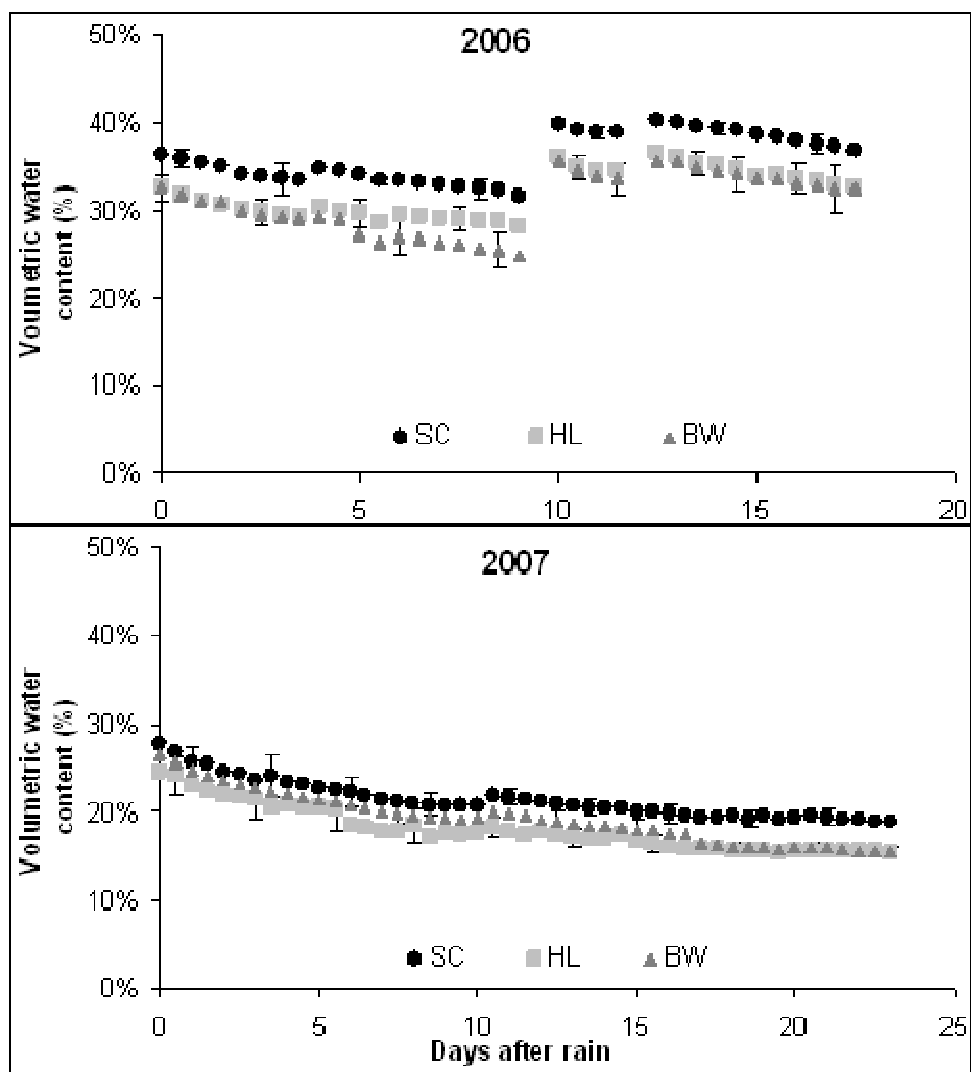 2006
50%
40%
30%
20%
10%
0%
Voumetric water
content (%)
SC HL BW
0 5 10 15 20
2007
50%
40%
30%
20%
10%
0%
Volumetric water
content (%)
SC HL BW
0 5 10 15 20 25
Days after rain